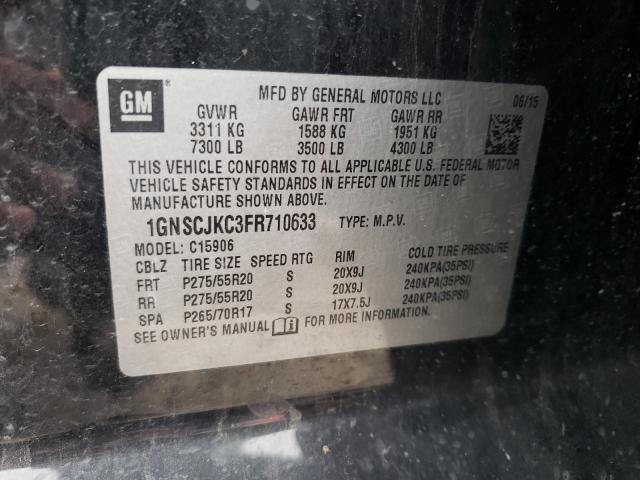 GM
MFD BY GENERAL MOTORS LLC 06/15
GVWR GAWR FRT GAWR RR
3311 KG 1588 KG 1951 KG
7300 LB 3500 LB 4300 LB
THIS VEHICLE CONFORMS TO ALL APPLICABLE U.S. FEDERAL MOTOR
VEHICLE SAFETY STANDARDS IN EFFECT ON THE DATE OF
MANUFACTURE SHOWN ABOVE.
1GNSCJKC3FR710633 TYPE: M.P.V.
MODEL: C15906
CBLZ TIRE SIZE SPEED RTG RIM COLD TIRE PRESSURE
FRT P275/55R20 S 20X9J 240KPA(35PSI)
RR P275/55R20 S 20X9J 240KPA(35PSI)
SPA P265/70R17 S 17X7.5J 240KPA(35PSI)
SEE OWNER'S MANUAL FOR MORE INFORMATION.